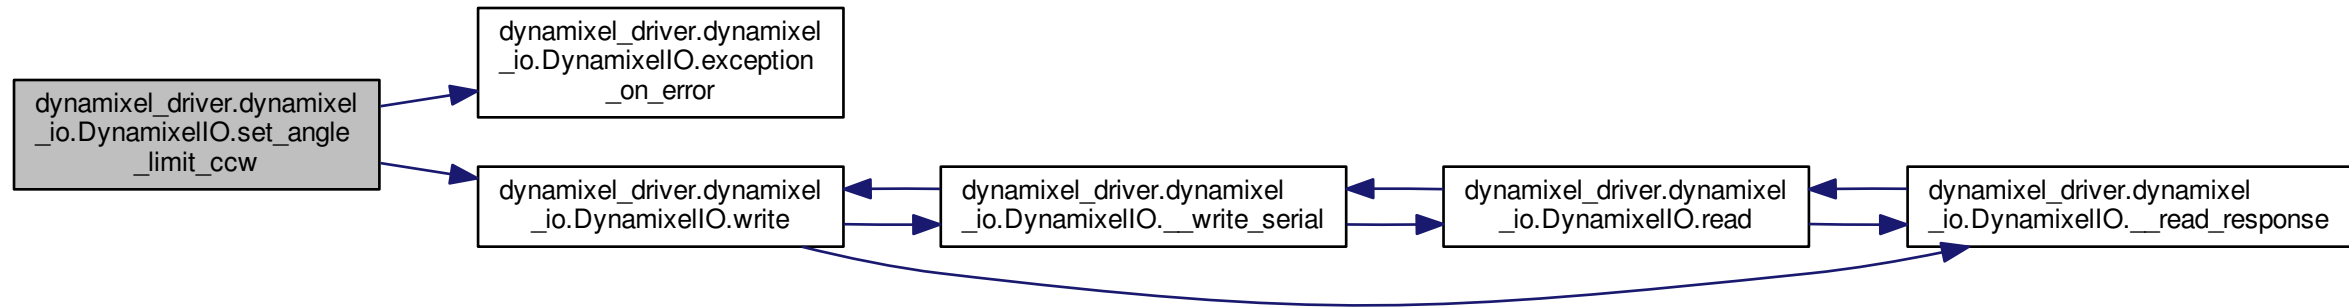 dynamixel_driver.dynamixel
_io.DynamixelIO.exception
_on_error
dynamixel_driver.dynamixel
_io.DynamixelIO.set_angle
_limit_ccw
dynamixel_driver.dynamixel
_io.DynamixelIO.write
dynamixel_driver.dynamixel
_io.DynamixelIO.__write_serial
dynamixel_driver.dynamixel
_io.DynamixelIO.read
dynamixel_driver.dynamixel
_io.DynamixelIO.__read_response